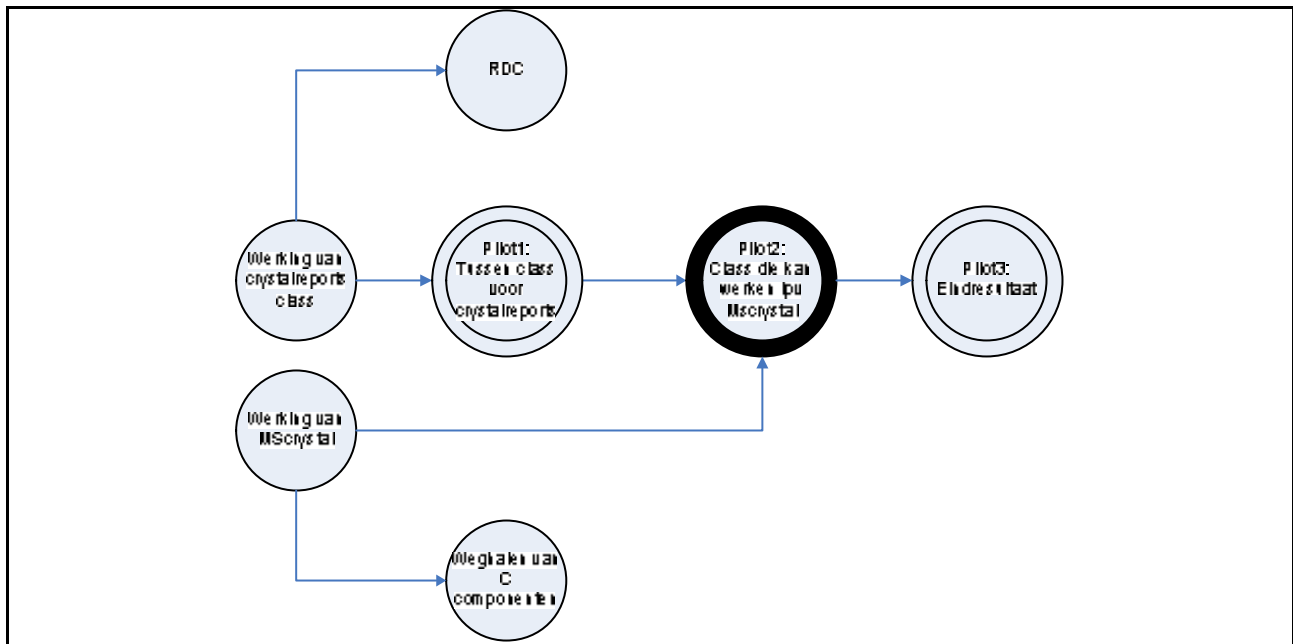 RDC
Werking van
crystalreports
class
Pilot1:
Tussen class
voor
crystalreports
Pilot2:
Class die kan
werken ipv
Mscrystal
Pilot3:
Eindresultaat
Werking van
MScrystal
Weghalen van
C
componenten